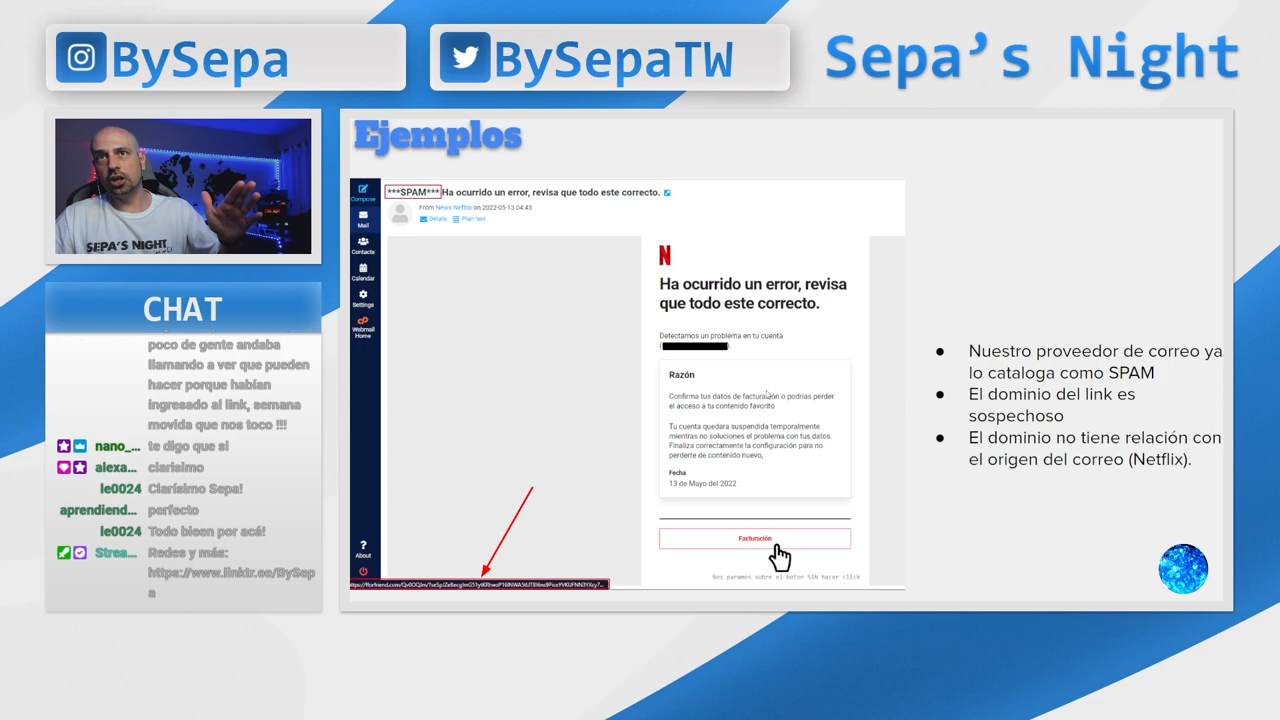 BySepa
BySepaTW
Sepa's Night
SEPA'S NIGHT
CHAT
poco de gente andaba
llamando a ver que pueden
hacer porque habían
ingresado al link, semana
movida que nos toco !!!
nano_... te digo que si
alexa... clarisimo
le0024 Clarísimo Sepa!
aprendiend... perfecto
le0024 Todo bieen por acá!
Strea... Redes y más:
https://www.linktr.ee/BySep
a
Ejemplos
***SPAM*** Ha ocurrido un error, revisa que todo este correcto.
From News Netflis on 2022-05-13 04:45
Details Plain text
Compose
Mail
Contacts
Calendar
Settings
Webmail
Home
About
N
Ha ocurrido un error, revisa
que todo este correcto.
Detectamos un problema en tu cuenta
Razón
Confirma tus datos de facturación o podrías perder
el acceso a tu contenido favorito
Tu cuenta quedara suspendida temporalmente
mientras no soluciones el problema con tus datos.
Finaliza correctamente la configuración para no
perderte de contenido nuevo,
Fecha
13 de Mayo del 2022
Facturación
Nos paramos sobre el boton SIN hacer click
● Nuestro proveedor de correo ya
lo cataloga como SPAM
● El dominio del link es
sospechoso
● El dominio no tiene relación con
el origen del correo (Netflix).